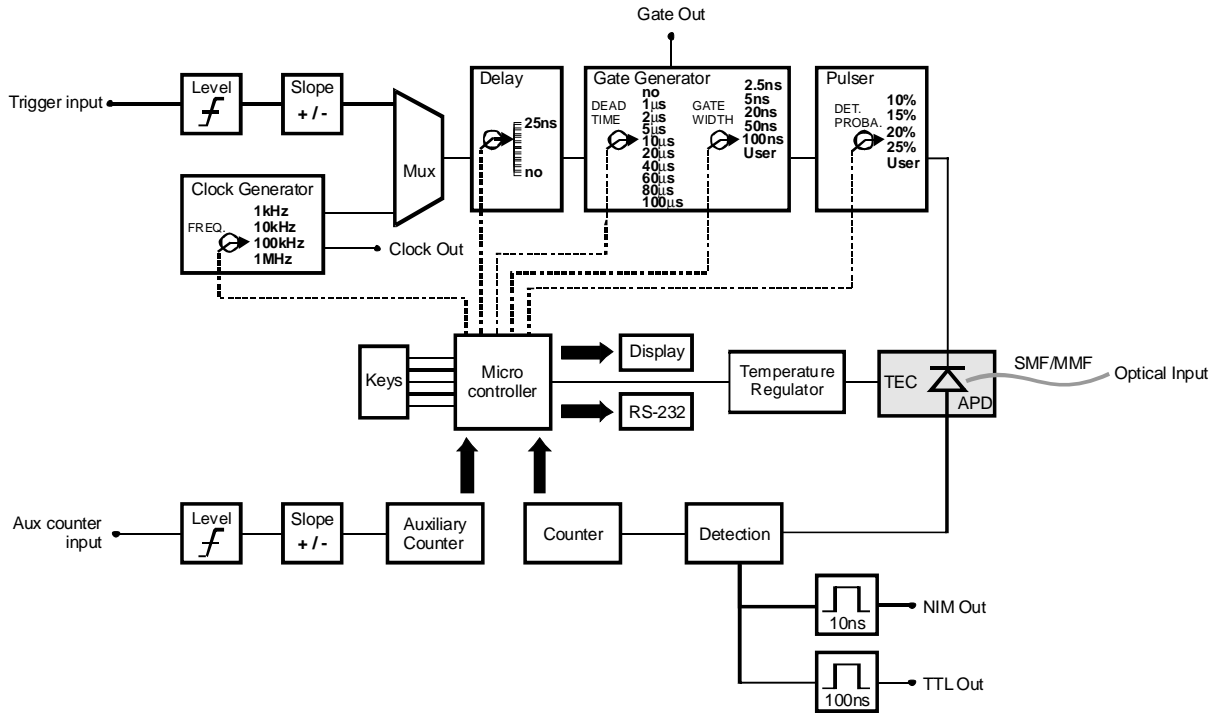 Gate Out
Trigger input
Level
Slope
+ / -
Mux
Delay
25ns
no
Gate Generator
DEAD
TIME
no
1µs
2µs
5µs
10µs
20µs
40µs
60µs
80µs
100µs
GATE
WIDTH
2.5ns
5ns
20ns
50ns
100ns
User
Pulser
DET.
PROBA.
10%
15%
20%
25%
User
Clock Generator
FREQ.
1kHz
10kHz
100kHz
1MHz
Clock Out
Keys
Micro
controller
Display
RS-232
Temperature
Regulator
TEC
APD
SMF/MMF
Optical Input
Aux counter
input
Level
Slope
+ / -
Auxiliary
Counter
Counter
Detection
10ns
NIM Out
100ns
TTL Out